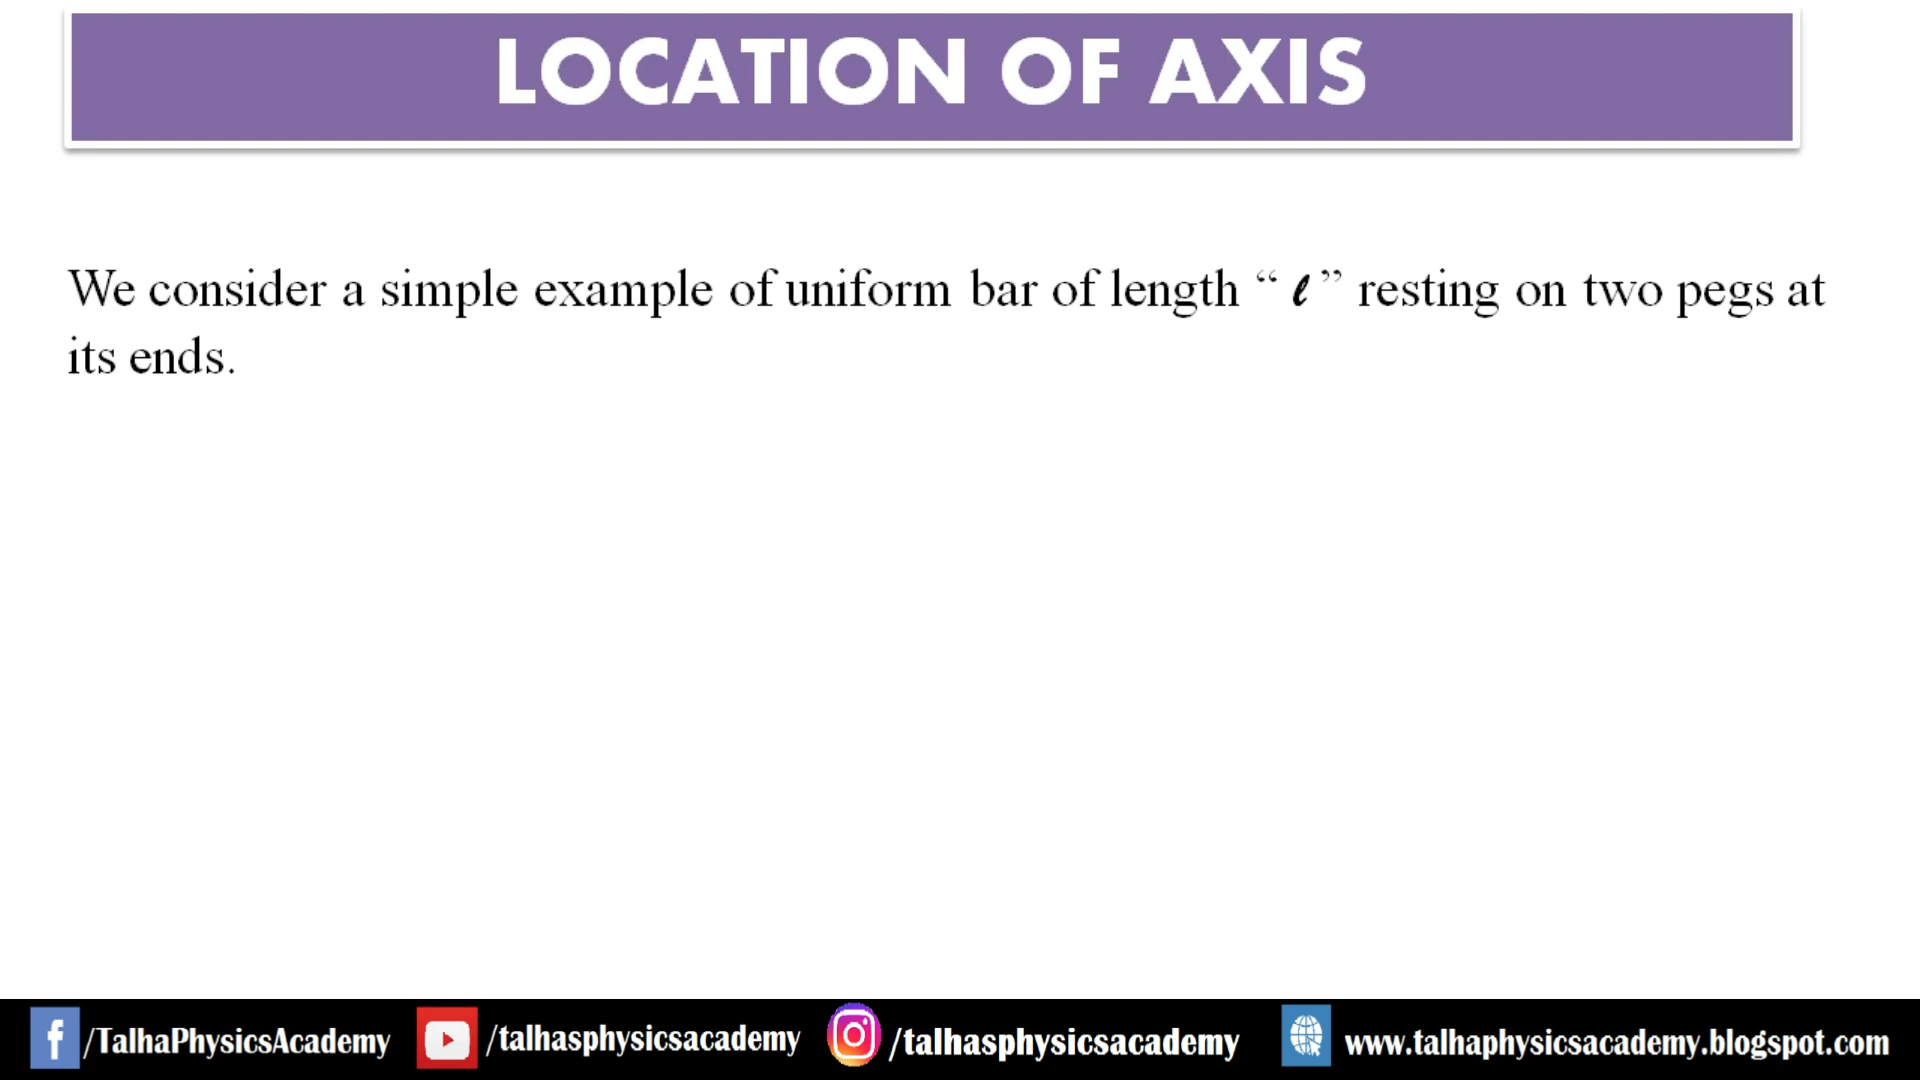 LOCATION OF AXIS
We consider a simple example of uniform bar of length “ ℓ ” resting on two pegs at
its ends.
/TalhaPhysicsAcademy /talhasphysicsacademy /talhasphysicsacademy www.talhaphysicsacademy.blogspot.com